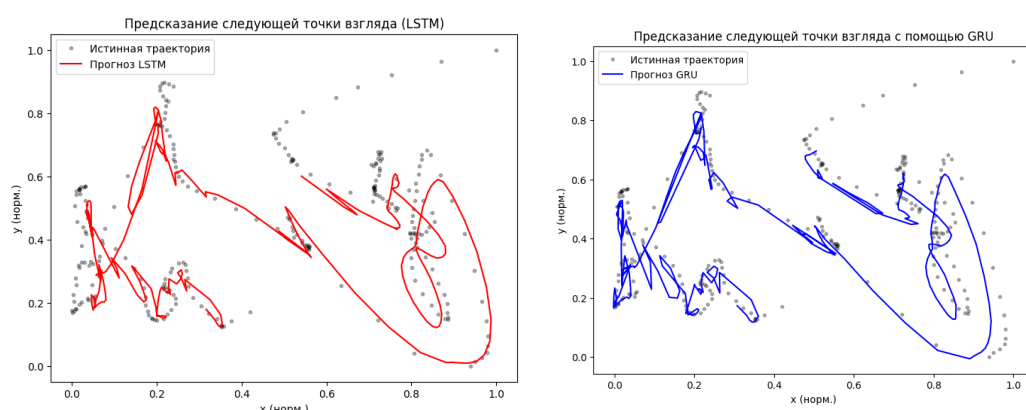 Предсказание следующей точки взгляда (LSTM)
Истинная траектория
Прогноз LSTM
y (норм.)
1.0
0.8
0.6
0.4
0.2
0.0
0.0 0.2 0.4 0.6 0.8 1.0
x (норм.)
Предсказание следующей точки взгляда с помощью GRU
Истинная траектория
Прогноз GRU
y (норм.)
1.0
0.8
0.6
0.4
0.2
0.0
0.0 0.2 0.4 0.6 0.8 1.0
x (норм.)